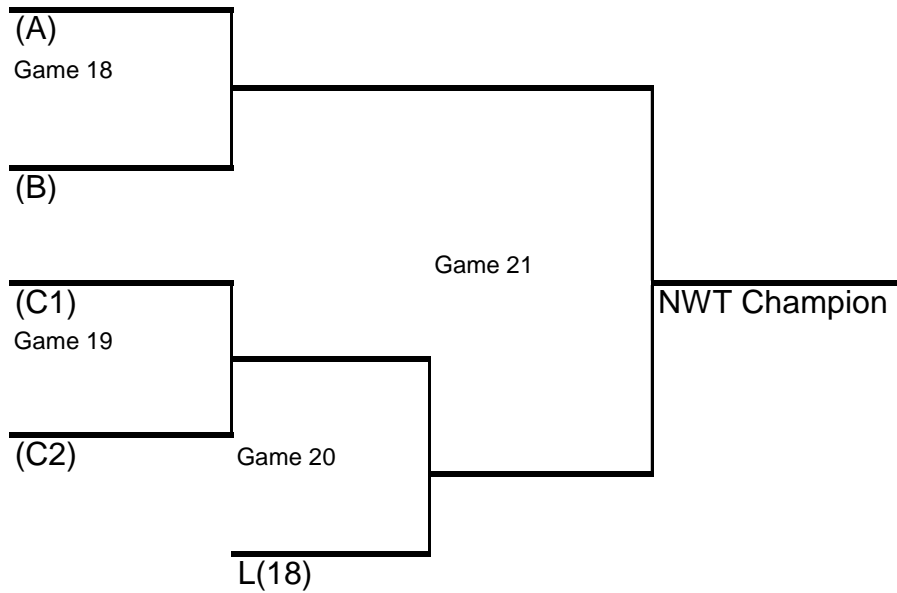 (A)
Game 18
(B)
Game 21
(C1)
NWT Champion
Game 19
(C2)
Game 20
L(18)